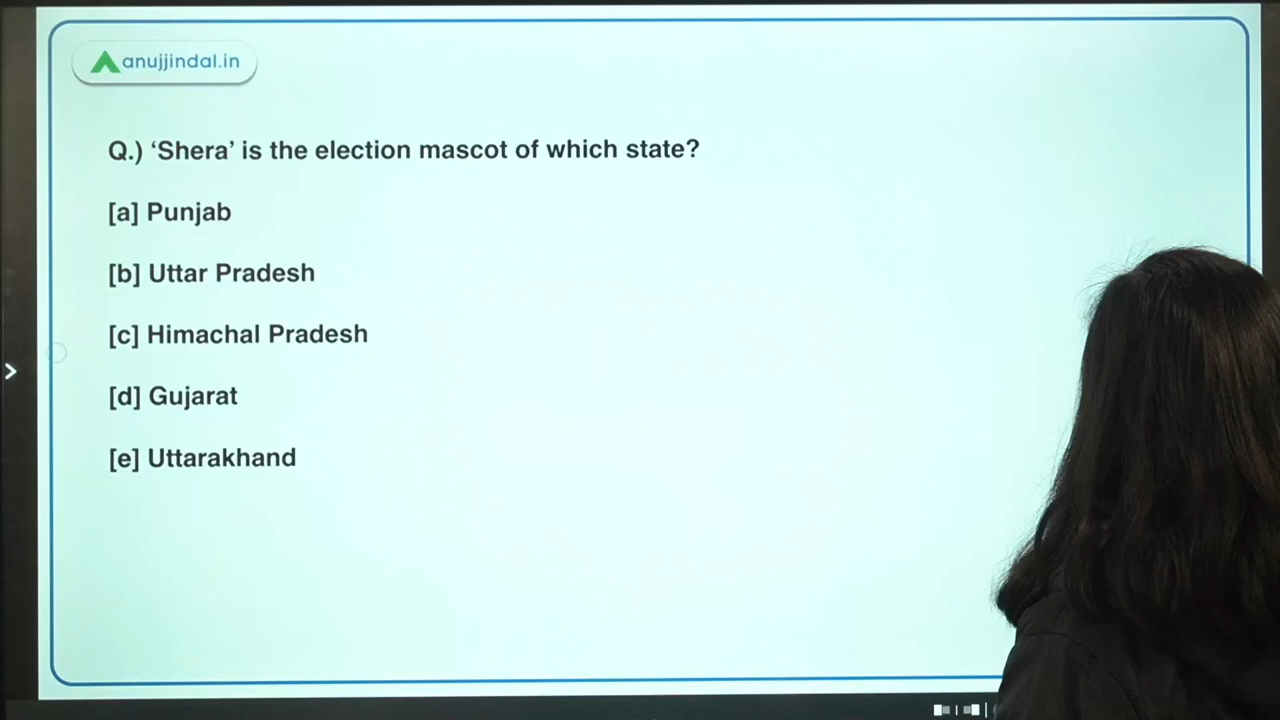 anujjindal.in
Q.) ‘Shera’ is the election mascot of which state?
[a] Punjab
[b] Uttar Pradesh
[c] Himachal Pradesh
[d] Gujarat
[e] Uttarakhand